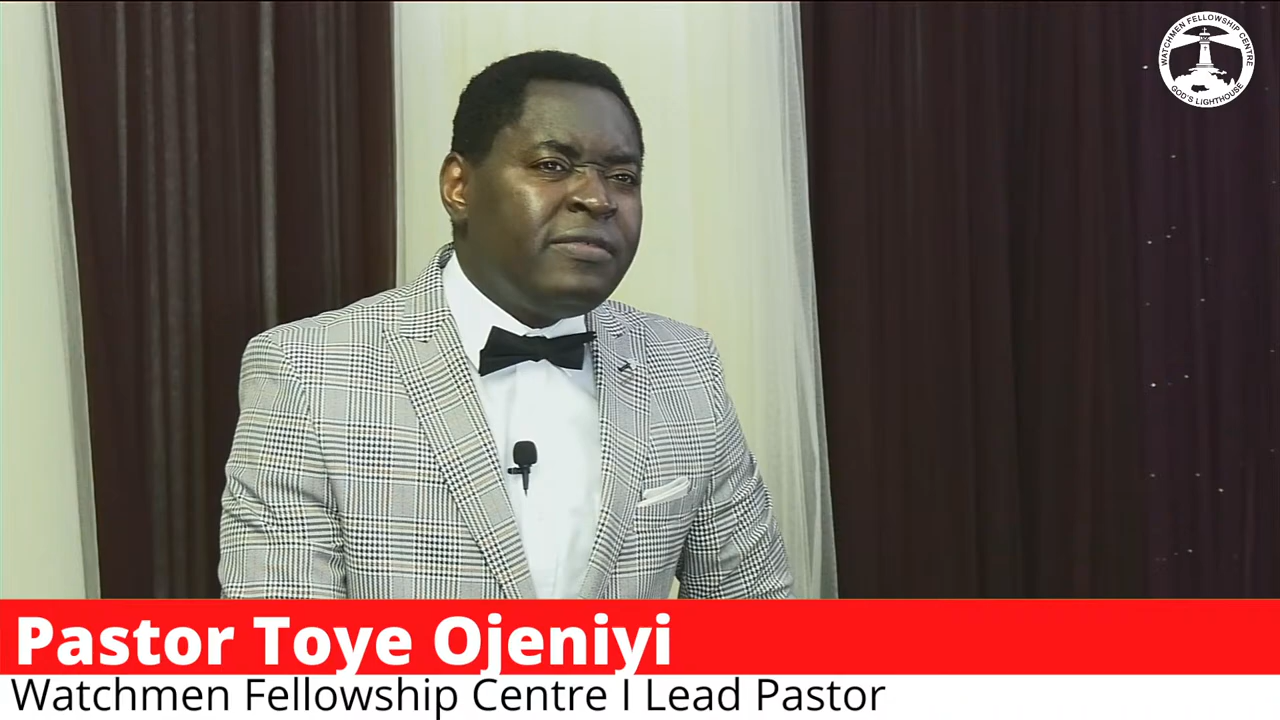 WATCHMEN FELLOWSHIP CENTRE
GOD'S LIGHTHOUSE
Pastor Toye Ojeniyi
Watchmen Fellowship Centre I Lead Pastor